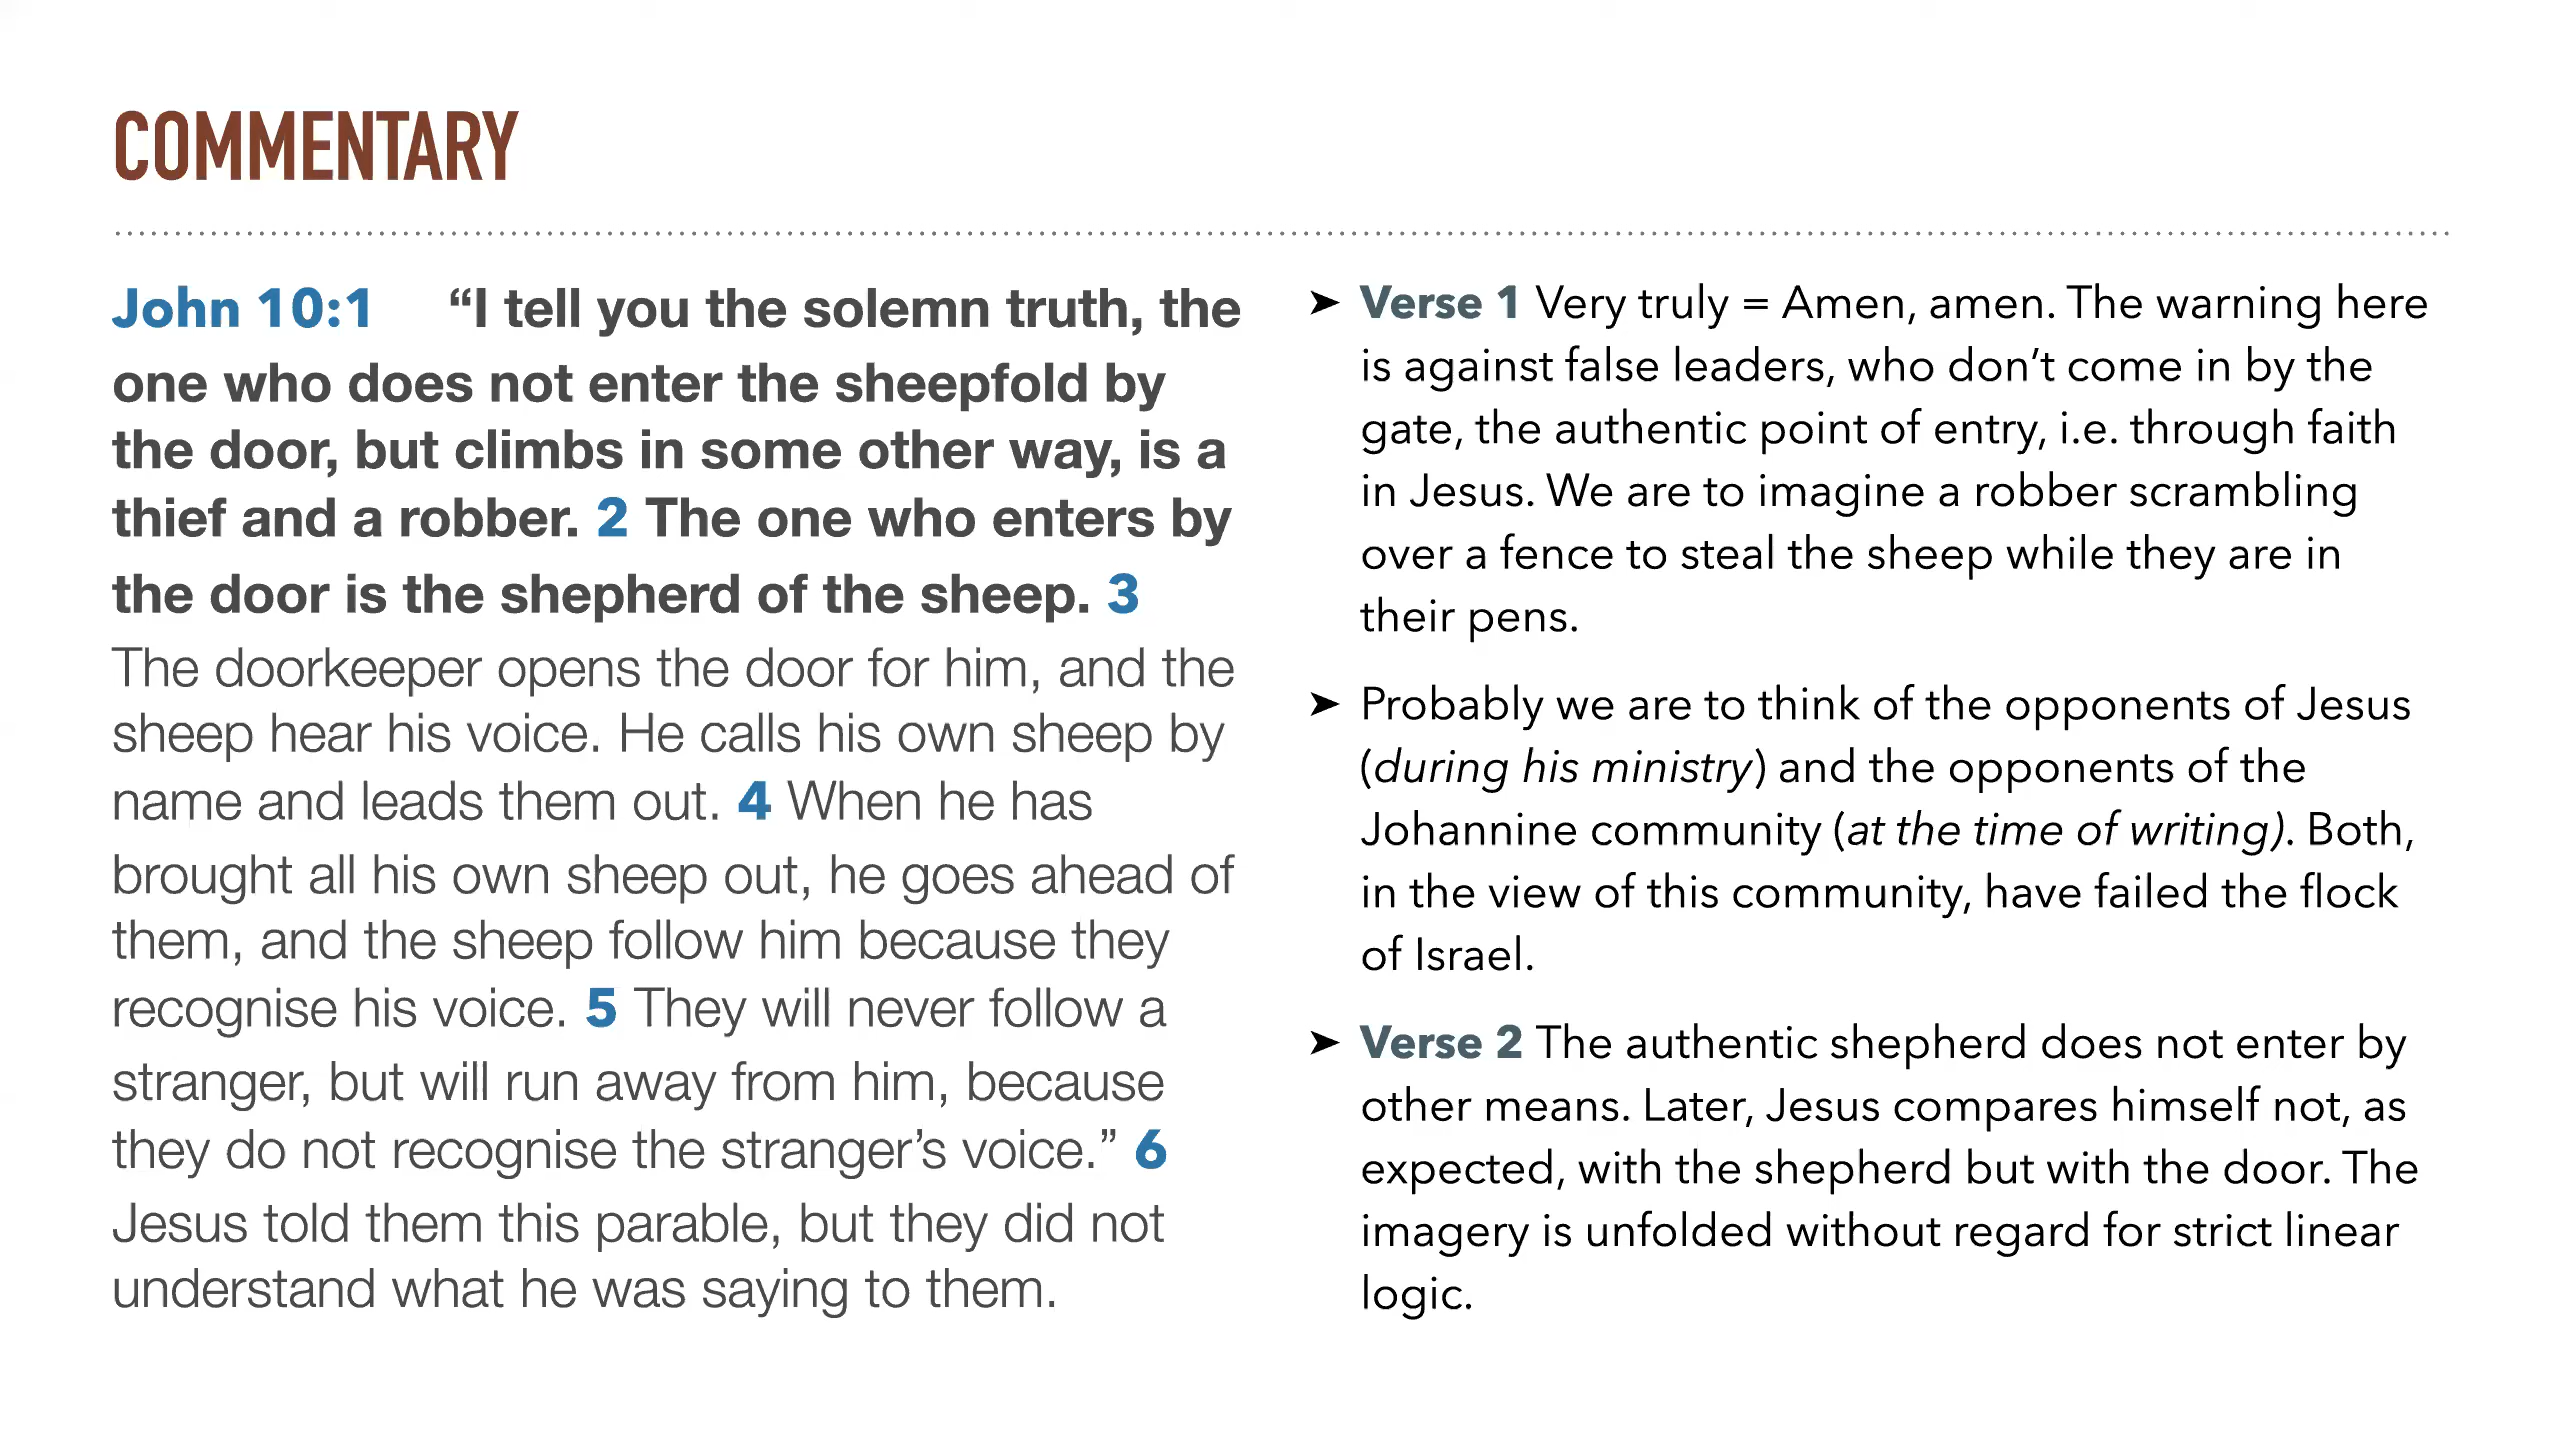 COMMENTARY
John 10:1 “I tell you the solemn truth, the
one who does not enter the sheepfold by
the door, but climbs in some other way, is a
thief and a robber. 2 The one who enters by
the door is the shepherd of the sheep. 3
The doorkeeper opens the door for him, and the
sheep hear his voice. He calls his own sheep by
name and leads them out. 4 When he has
brought all his own sheep out, he goes ahead of
them, and the sheep follow him because they
recognise his voice. 5 They will never follow a
stranger, but will run away from him, because
they do not recognise the stranger’s voice.” 6
Jesus told them this parable, but they did not
understand what he was saying to them.
➤ Verse 1 Very truly = Amen, amen. The warning here
is against false leaders, who don’t come in by the
gate, the authentic point of entry, i.e. through faith
in Jesus. We are to imagine a robber scrambling
over a fence to steal the sheep while they are in
their pens.
➤ Probably we are to think of the opponents of Jesus
(during his ministry) and the opponents of the
Johannine community (at the time of writing). Both,
in the view of this community, have failed the flock
of Israel.
➤ Verse 2 The authentic shepherd does not enter by
other means. Later, Jesus compares himself not, as
expected, with the shepherd but with the door. The
imagery is unfolded without regard for strict linear
logic.